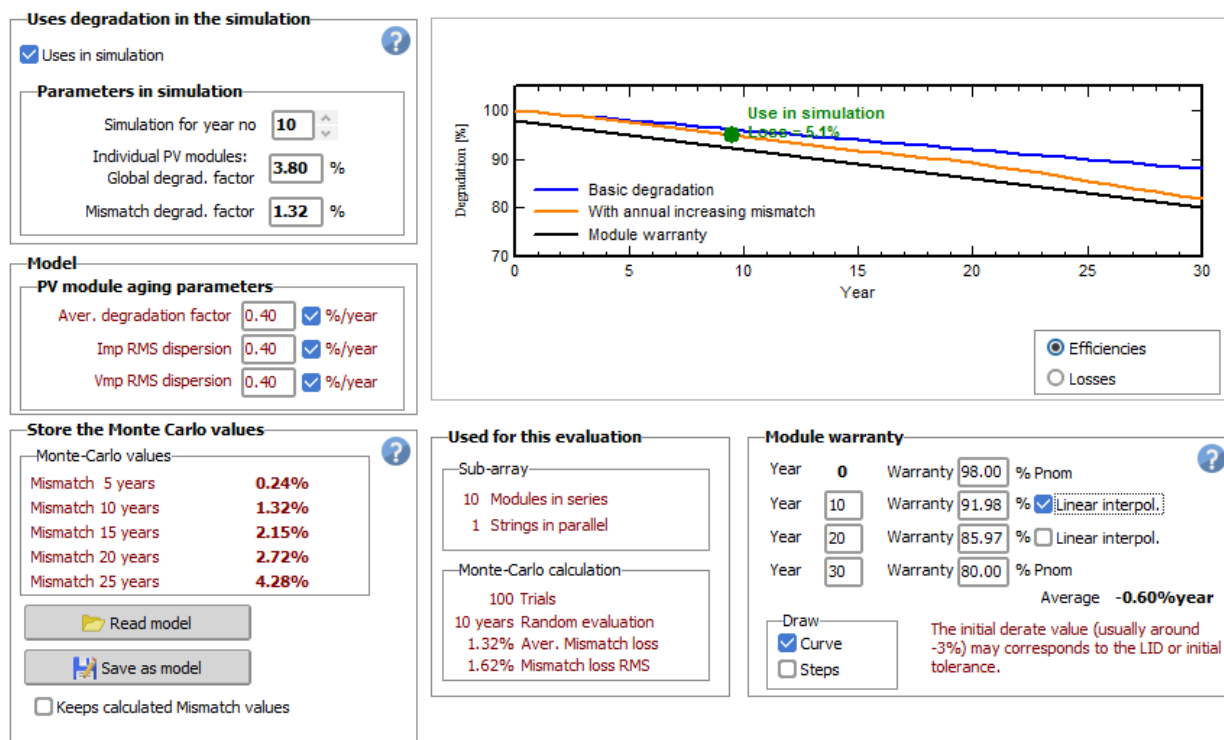 Uses degradation in the simulation
Uses in simulation
Parameters in simulation
Simulation for year no 10
Individual PV modules:
Global degrad. factor 3.80 %
Mismatch degrad. factor 1.32 %
Model
PV module aging parameters
Aver. degradation factor 0.40 %/year
Imp RMS dispersion 0.40 %/year
Vmp RMS dispersion 0.40 %/year
Store the Monte Carlo values
Monte-Carlo values
Mismatch 5 years 0.24%
Mismatch 10 years 1.32%
Mismatch 15 years 2.15%
Mismatch 20 years 2.72%
Mismatch 25 years 4.28%
Read model
Save as model
Keeps calculated Mismatch values
Degradation [%]
100
90
80
70
Use in simulation
Loss = 5.1%
Basic degradation
With annual increasing mismatch
Module warranty
0 5 10 15 20 25 30
Year
Efficiencies
Losses
Used for this evaluation
Sub-array
10 Modules in series
1 Strings in parallel
Monte-Carlo calculation
100 Trials
10 years Random evaluation
1.32% Aver. Mismatch loss
1.62% Mismatch loss RMS
Module warranty
Year 0 Warranty 98.00 % Pnom
Year 10 Warranty 91.98 % Linear interpol.
Year 20 Warranty 85.97 % Linear interpol.
Year 30 Warranty 80.00 % Pnom
Average -0.60%year
Draw
Curve
Steps
The initial derate value (usually around
-3%) may corresponds to the LID or initial
tolerance.